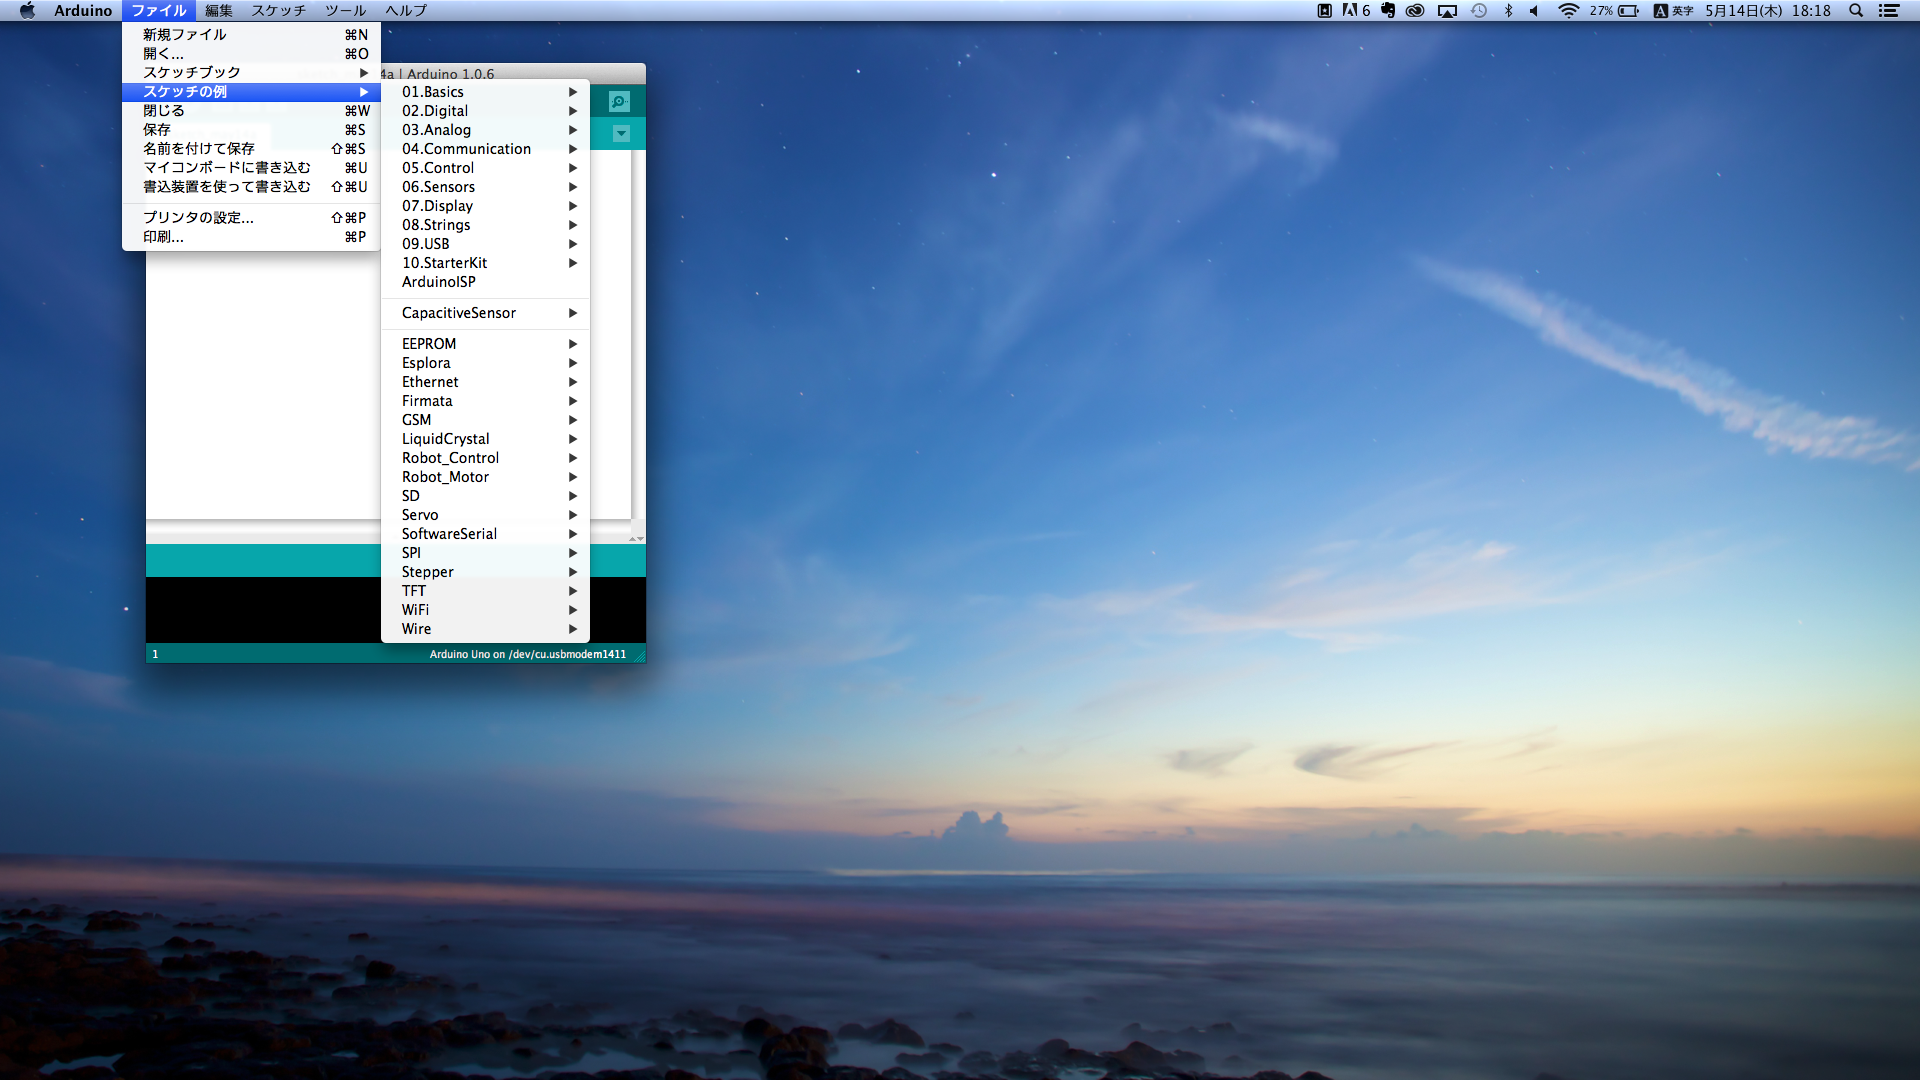 Arduino ファイル 編集 スケッチ ツール ヘルプ 6 27% A 英字 5月14日(木) 18:18
新規ファイル ⌘N
開く... ⌘O
スケッチブック ▶
スケッチの例 ▶
閉じる ⌘W
保存 ⌘S
名前を付けて保存 ⇧⌘S
マイコンボードに書き込む ⌘U
書込装置を使って書き込む ⇧⌘U
プリンタの設定... ⇧⌘P
印刷... ⌘P
4a | Arduino 1.0.6
01.Basics ▶
02.Digital ▶
03.Analog ▶
04.Communication ▶
05.Control ▶
06.Sensors ▶
07.Display ▶
08.Strings ▶
09.USB ▶
10.StarterKit ▶
ArduinoISP
CapacitiveSensor ▶
EEPROM ▶
Esplora ▶
Ethernet ▶
Firmata ▶
GSM ▶
LiquidCrystal ▶
Robot_Control ▶
Robot_Motor ▶
SD ▶
Servo ▶
SoftwareSerial ▶
SPI ▶
Stepper ▶
TFT ▶
WiFi ▶
Wire ▶
1 Arduino Uno on /dev/cu.usbmodem1411